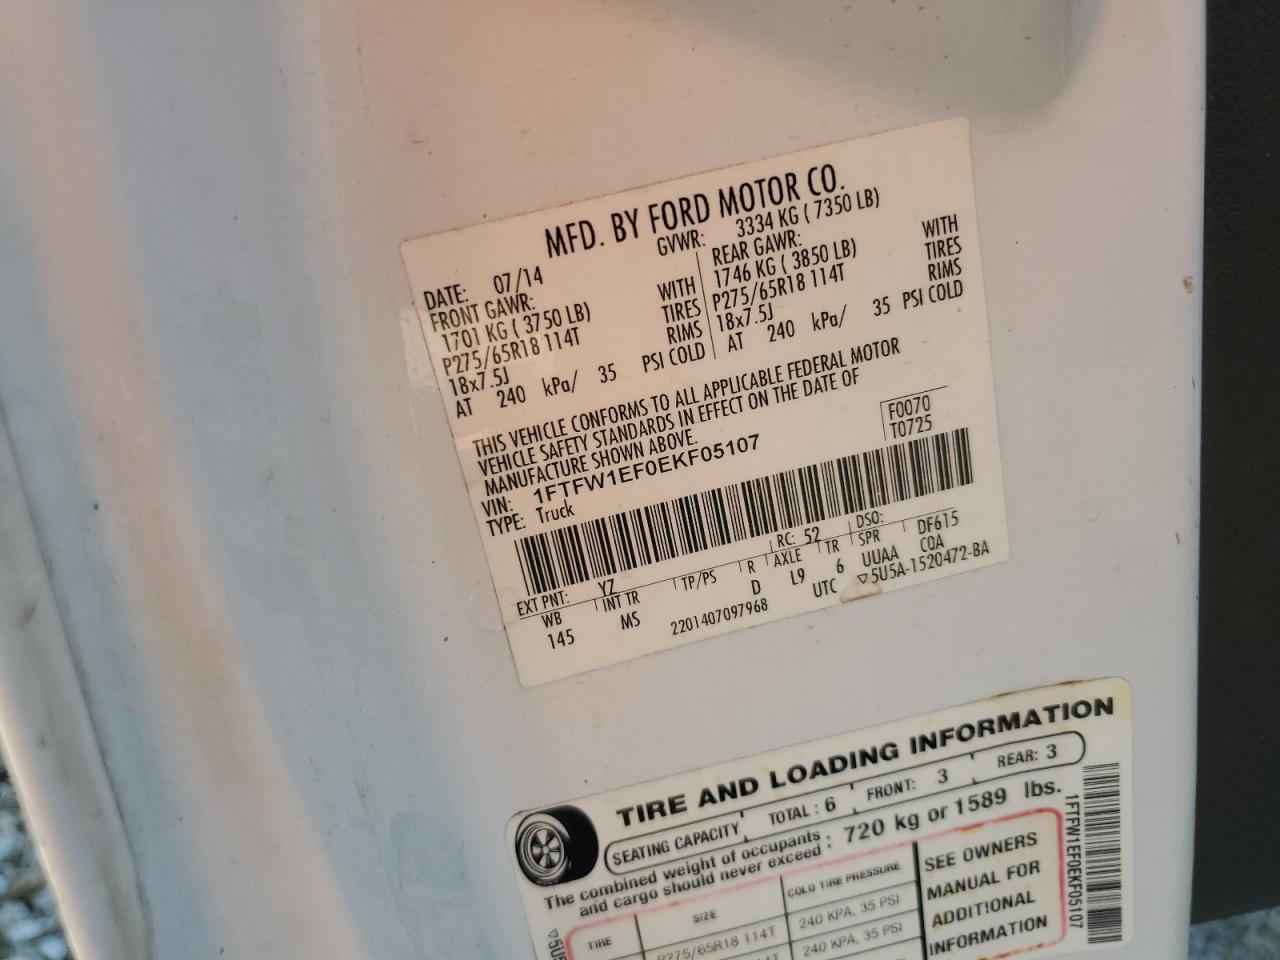 MFD. BY FORD MOTOR CO.
DATE: 07/14 GVWR: 3334 KG ( 7350 LB)
FRONT GAWR: REAR GAWR:
1701 KG ( 3750 LB) WITH 1746 KG ( 3850 LB) WITH
P275/65R18 114T TIRES P275/65R18 114T TIRES
18x7.5J RIMS 18x7.5J RIMS
AT 240 kPa/ 35 PSI COLD AT 240 kPa/ 35 PSI COLD
THIS VEHICLE CONFORMS TO ALL APPLICABLE FEDERAL MOTOR
VEHICLE SAFETY STANDARDS IN EFFECT ON THE DATE OF
MANUFACTURE SHOWN ABOVE.
F0070
T0725
VIN: 1FTFW1EF0EKF05107
TYPE: Truck
EXT PNT: YZ RC: 52 DSO: DF615
WB INT TR TP/PS R AXLE TR SPR
145 MS D L9 6 UUAA COA
2201407097968 UTC ▽5U5A-1520472-BA
TIRE AND LOADING INFORMATION
SEATING CAPACITY TOTAL : 6 FRONT: 3 REAR: 3
The combined weight of occupants
and cargo should never exceed : 720 kg or 1589 lbs.
TIRE SIZE COLD TIRE PRESSURE
P275/65R18 114T 240 KPA, 35 PSI
240 KPA, 35 PSI
SEE OWNERS
MANUAL FOR
ADDITIONAL
INFORMATION
1FTFW1EF0EKF05107